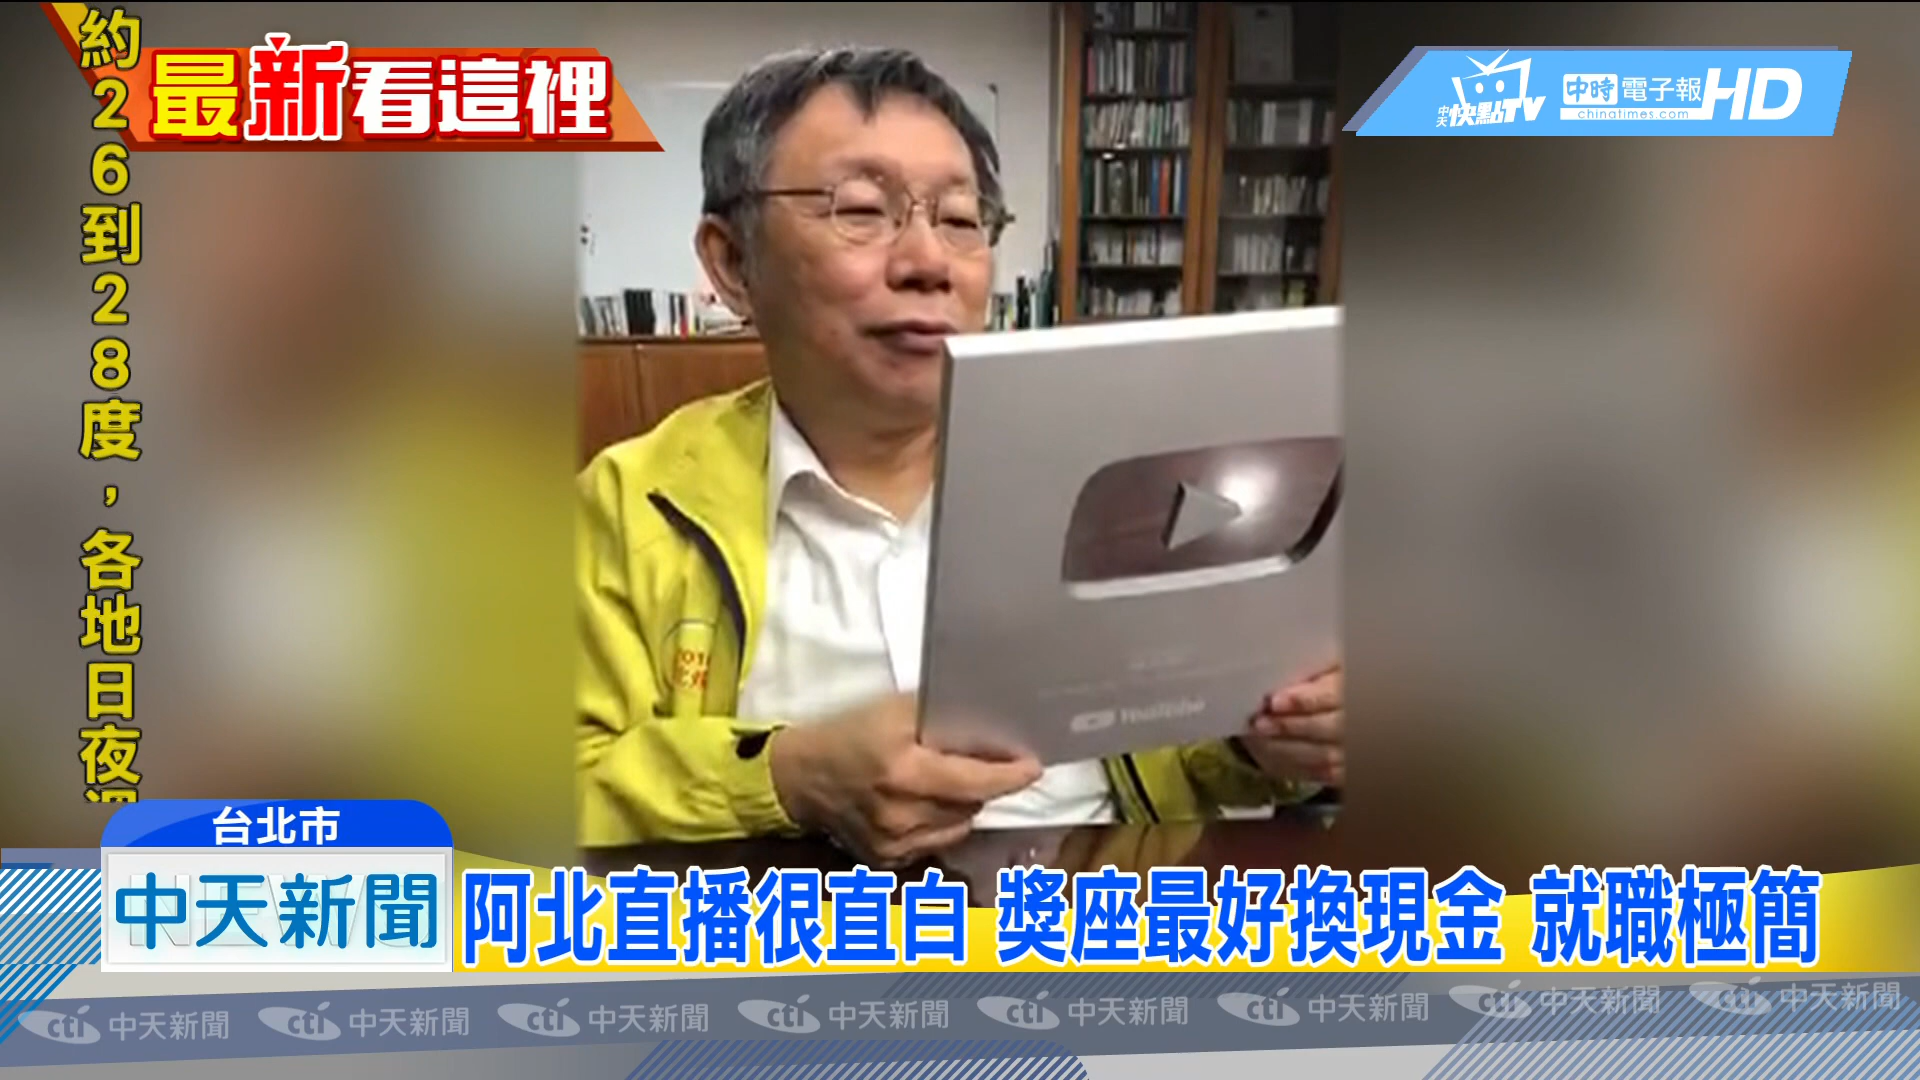 約26到28度，各地日夜
最新看這裡
中天快點TV 中時電子報HD
chinatimes.com
YouTube
台北市
中天新聞
NEWS
阿北直播很直白 獎座最好換現金 就職極簡
cti 中天新聞 cti 中天新聞 cti 中天新聞 cti 中天新聞 cti 中天新聞 cti 中天新聞 cti 中天新聞 cti 中天新聞